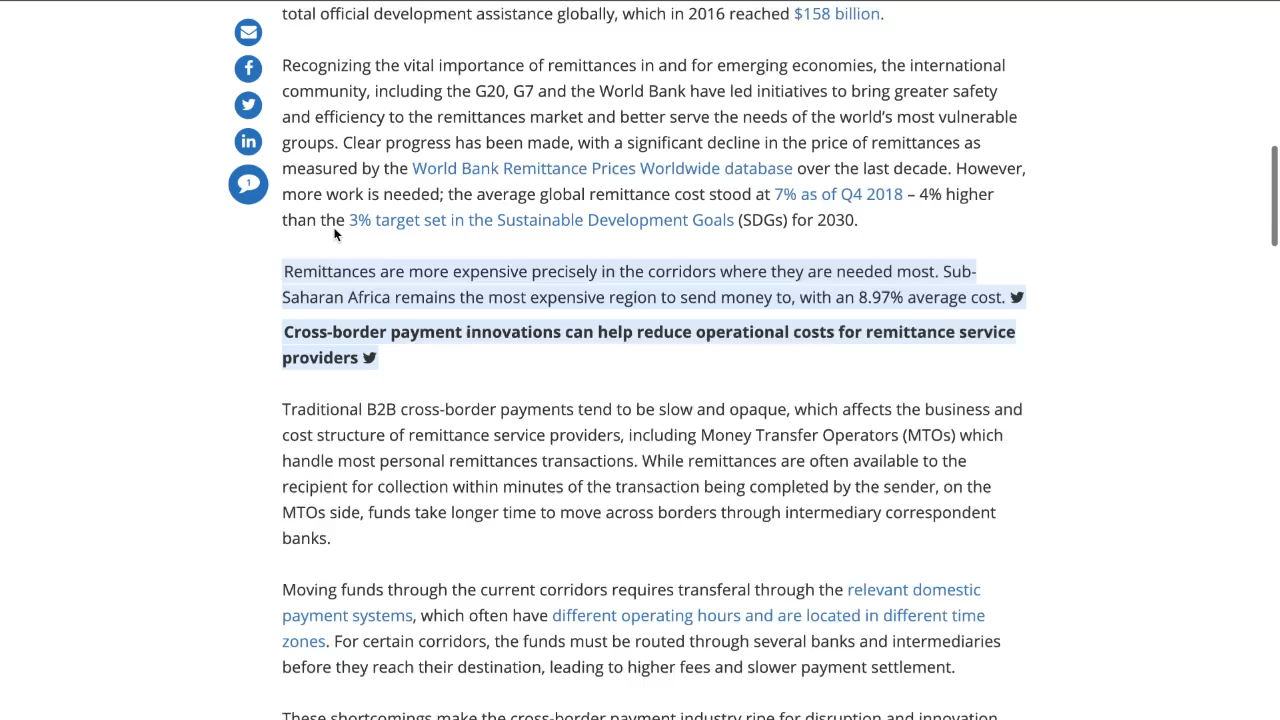 total official development assistance globally, which in 2016 reached $158 billion.
Recognizing the vital importance of remittances in and for emerging economies, the international
community, including the G20, G7 and the World Bank have led initiatives to bring greater safety
and efficiency to the remittances market and better serve the needs of the world’s most vulnerable
groups. Clear progress has been made, with a significant decline in the price of remittances as
measured by the World Bank Remittance Prices Worldwide database over the last decade. However,
more work is needed; the average global remittance cost stood at 7% as of Q4 2018 – 4% higher
than the 3% target set in the Sustainable Development Goals (SDGs) for 2030.
1
Remittances are more expensive precisely in the corridors where they are needed most. Sub-
Saharan Africa remains the most expensive region to send money to, with an 8.97% average cost.
Cross-border payment innovations can help reduce operational costs for remittance service
providers
Traditional B2B cross-border payments tend to be slow and opaque, which affects the business and
cost structure of remittance service providers, including Money Transfer Operators (MTOs) which
handle most personal remittances transactions. While remittances are often available to the
recipient for collection within minutes of the transaction being completed by the sender, on the
MTOs side, funds take longer time to move across borders through intermediary correspondent
banks.
Moving funds through the current corridors requires transferal through the relevant domestic
payment systems, which often have different operating hours and are located in different time
zones. For certain corridors, the funds must be routed through several banks and intermediaries
before they reach their destination, leading to higher fees and slower payment settlement.
These shortcomings make the cross-border payment industry ripe for disruption and innovation